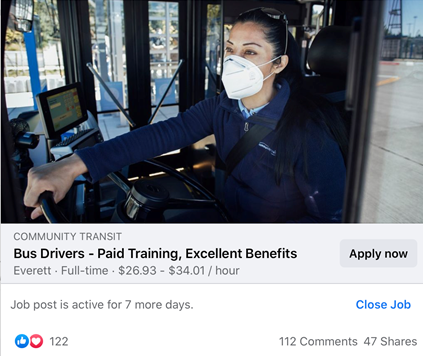 COMMUNITY TRANSIT
Bus Drivers - Paid Training, Excellent Benefits
Apply now
Everett · Full-time · $26.93 - $34.01 / hour
Job post is active for 7 more days.
Close Job
122
112 Comments 47 Shares